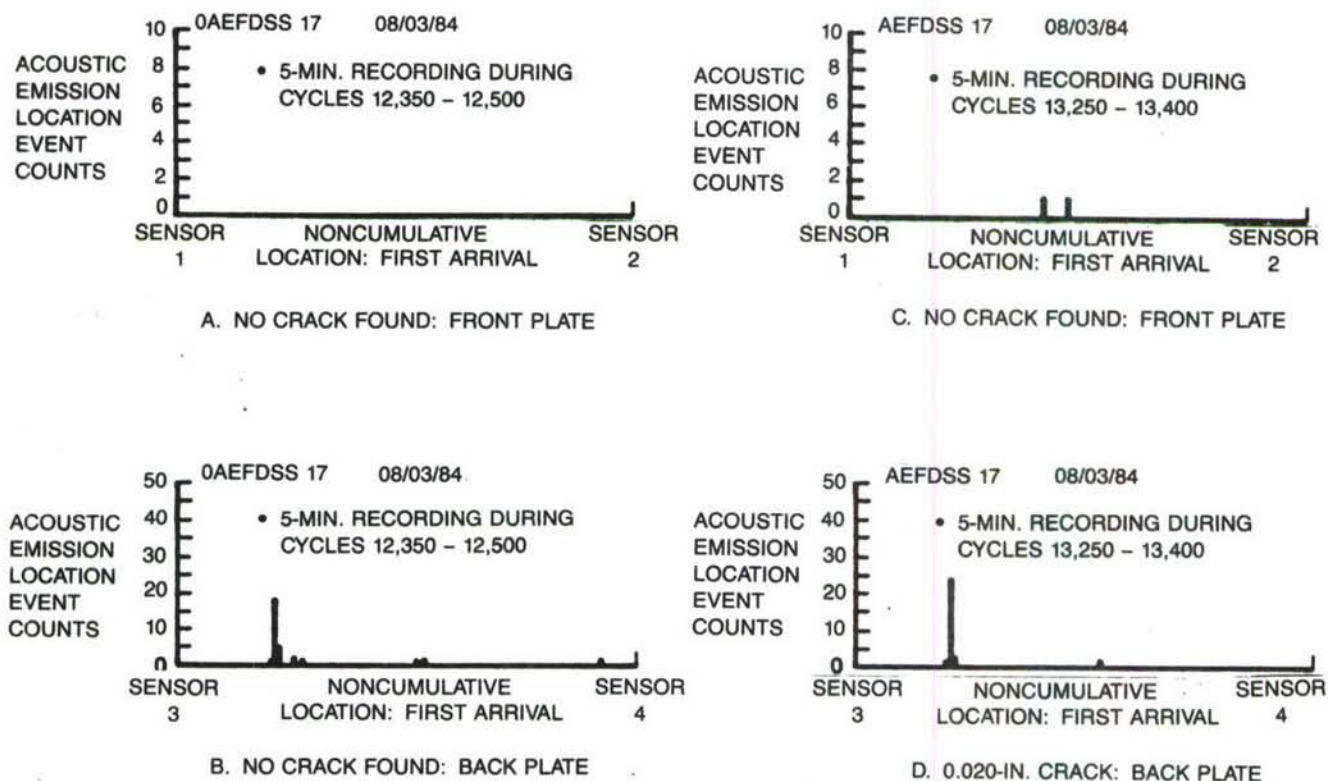 0AEFDSS 17 08/03/84
10
8
6
4
2
0
ACOUSTIC
EMISSION
LOCATION
EVENT
COUNTS
• 5-MIN. RECORDING DURING
CYCLES 12,350 – 12,500
SENSOR NONCUMULATIVE SENSOR
1 LOCATION: FIRST ARRIVAL 2
A. NO CRACK FOUND: FRONT PLATE
AEFDSS 17 08/03/84
10
8
6
4
2
0
ACOUSTIC
EMISSION
LOCATION
EVENT
COUNTS
• 5-MIN. RECORDING DURING
CYCLES 13,250 – 13,400
SENSOR NONCUMULATIVE SENSOR
1 LOCATION: FIRST ARRIVAL 2
C. NO CRACK FOUND: FRONT PLATE
0AEFDSS 17 08/03/84
50
40
30
20
10
0
ACOUSTIC
EMISSION
LOCATION
EVENT
COUNTS
• 5-MIN. RECORDING DURING
CYCLES 12,350 – 12,500
SENSOR NONCUMULATIVE SENSOR
3 LOCATION: FIRST ARRIVAL 4
B. NO CRACK FOUND: BACK PLATE
AEFDSS 17 08/03/84
50
40
30
20
10
0
ACOUSTIC
EMISSION
LOCATION
EVENT
COUNTS
• 5-MIN. RECORDING DURING
CYCLES 13,250 – 13,400
SENSOR NONCUMULATIVE SENSOR
3 LOCATION: FIRST ARRIVAL 4
D. 0.020-IN. CRACK: BACK PLATE